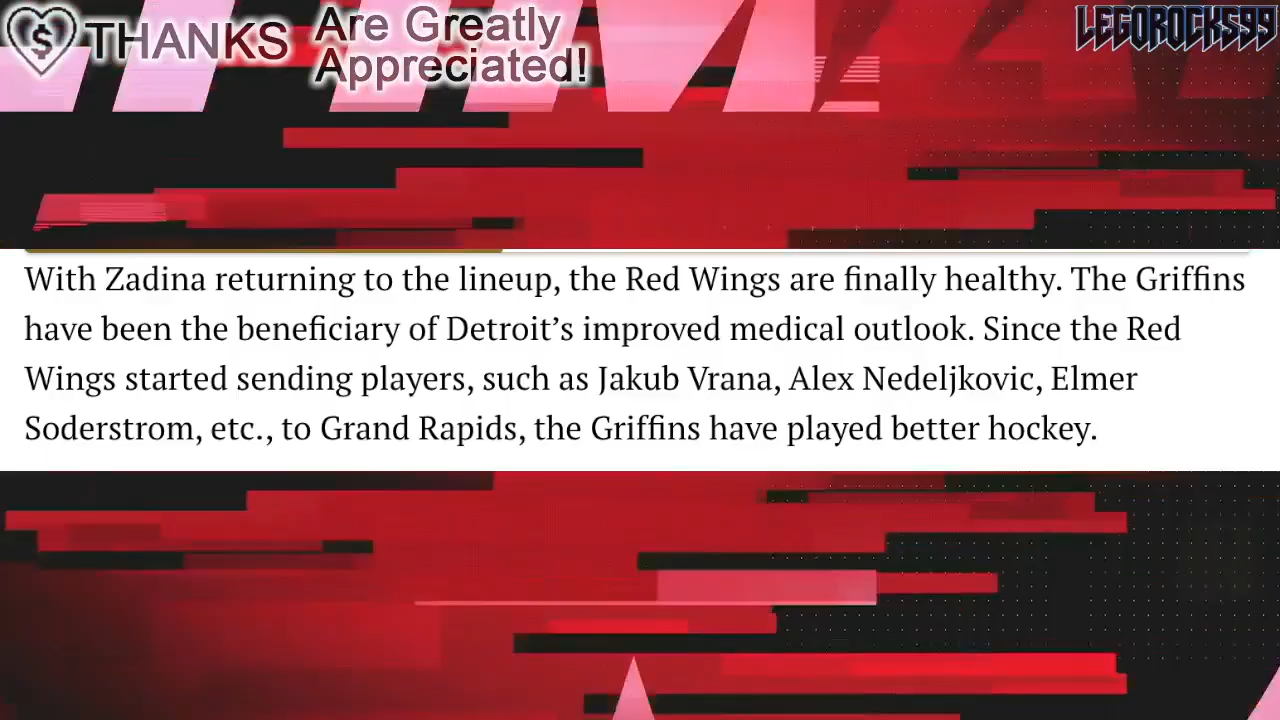 THANKS
Are Greatly
Appreciated!
LEGOROCKS99
With Zadina returning to the lineup, the Red Wings are finally healthy. The Griffins
have been the beneficiary of Detroit’s improved medical outlook. Since the Red
Wings started sending players, such as Jakub Vrana, Alex Nedeljkovic, Elmer
Soderstrom, etc., to Grand Rapids, the Griffins have played better hockey.